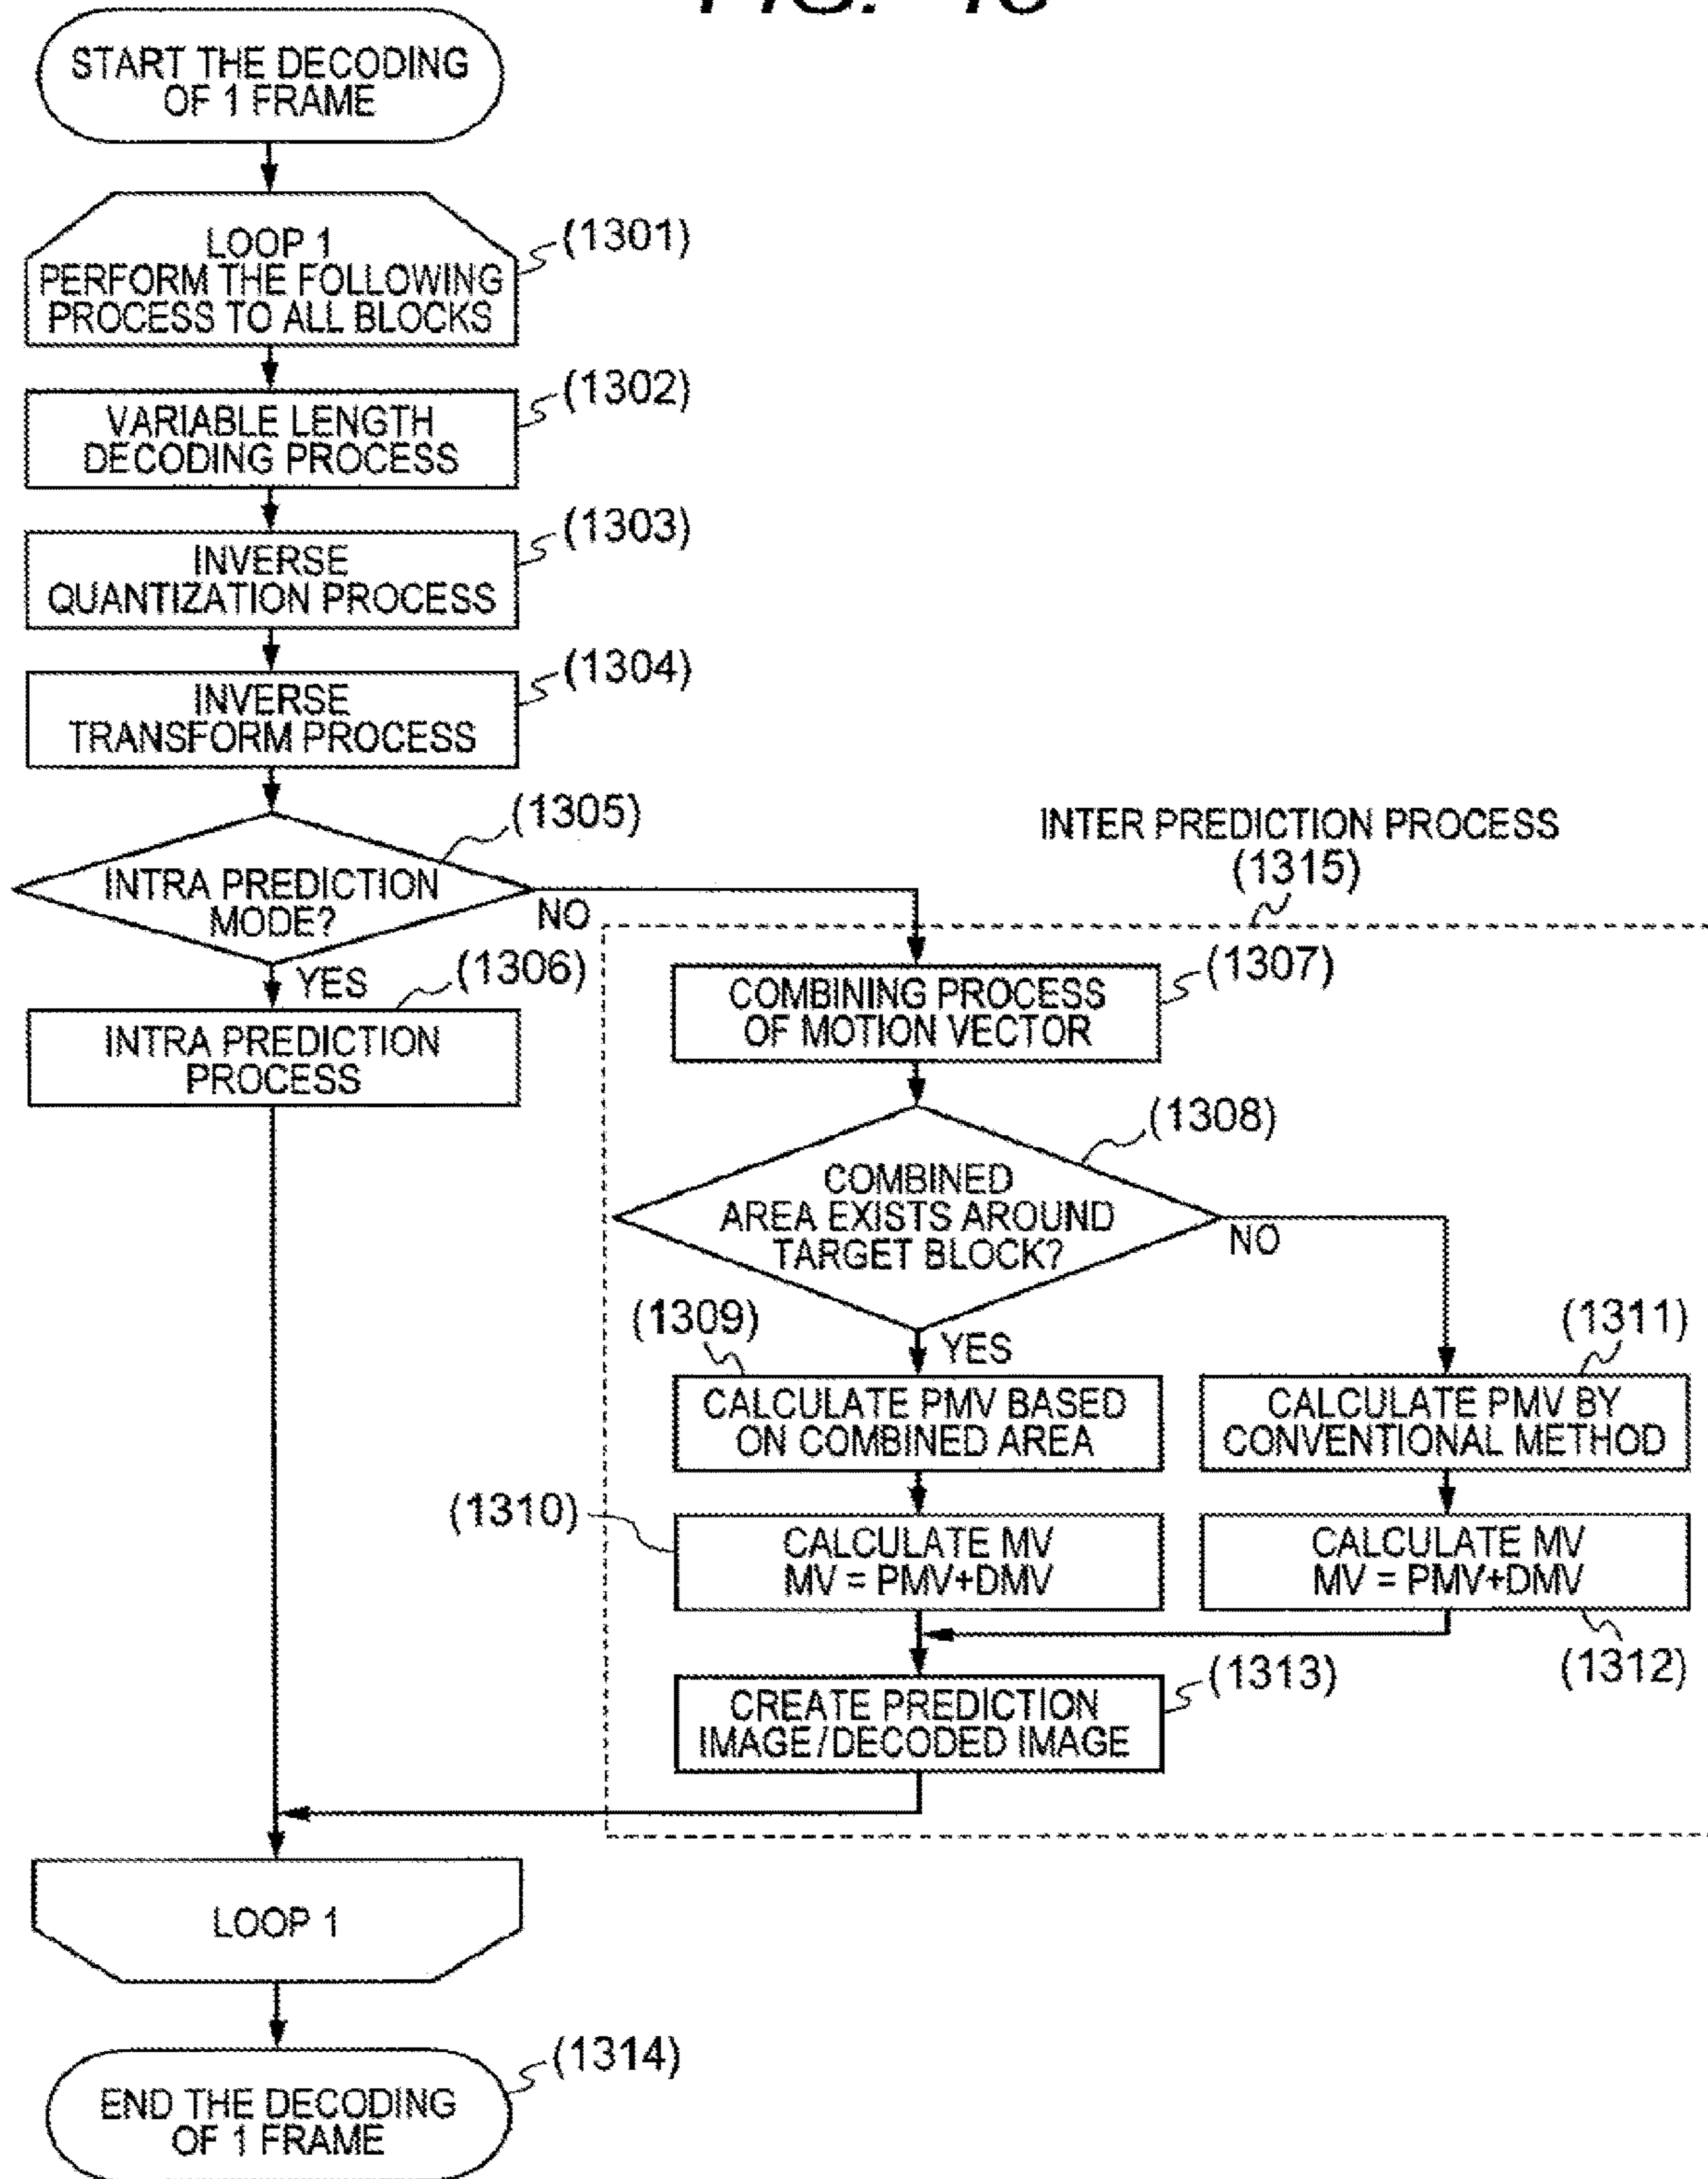 START THE DECODING
OF 1 FRAME
LOOP 1
PERFORM THE FOLLOWING
PROCESS TO ALL BLOCKS
(1301)
VARIABLE LENGTH
DECODING PROCESS
(1302)
INVERSE
QUANTIZATION PROCESS
(1303)
INVERSE
TRANSFORM PROCESS
(1304)
INTRA PREDICTION
MODE?
(1305)
NO
YES
INTRA PREDICTION
PROCESS
(1306)
INTER PREDICTION PROCESS
(1315)
COMBINING PROCESS
OF MOTION VECTOR
(1307)
COMBINED
AREA EXISTS AROUND
TARGET BLOCK?
(1308)
NO
YES
(1309)
CALCULATE PMV BASED
ON COMBINED AREA
(1311)
CALCULATE PMV BY
CONVENTIONAL METHOD
(1310)
CALCULATE MV
MV = PMV+DMV
CALCULATE MV
MV = PMV+DMV
(1312)
CREATE PREDICTION
IMAGE/DECODED IMAGE
(1313)
LOOP 1
END THE DECODING
OF 1 FRAME
(1314)